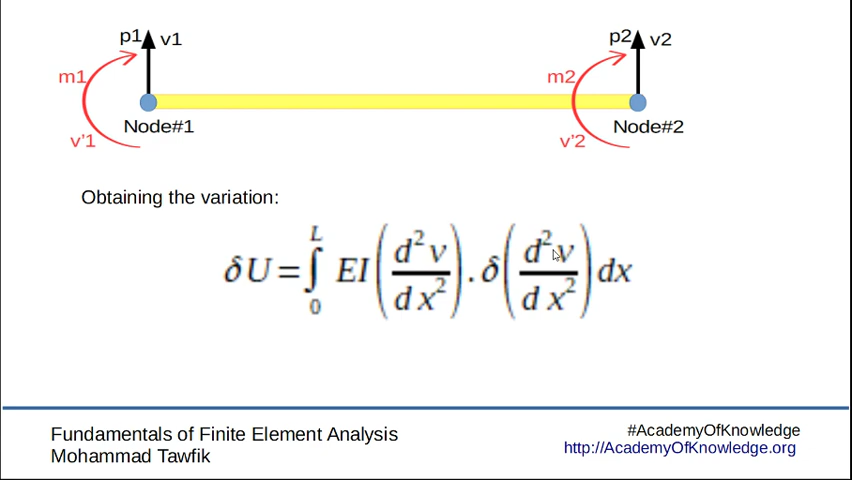 p1 v1 p2 v2
m1 m2
Node#1 Node#2
v'1 v'2
Obtaining the variation:
δU = ∫₀ᴸ EI (d²v/dx²) . δ(d²v/dx²) dx
Fundamentals of Finite Element Analysis
Mohammad Tawfik
#AcademyOfKnowledge
http://AcademyOfKnowledge.org